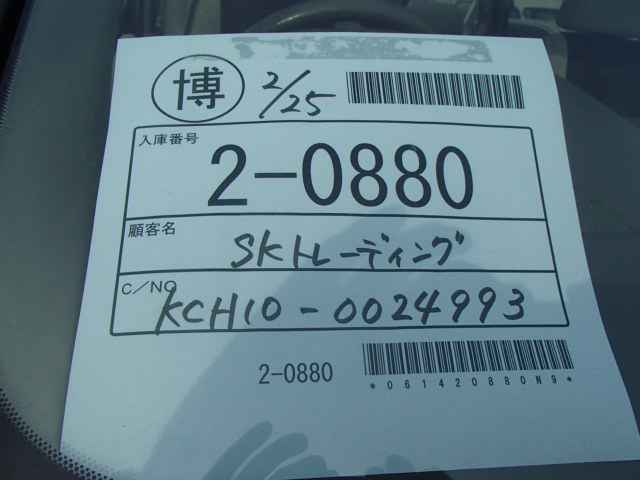 博 2/25
入庫番号
2-0880
顧客名
SKトレーディング
C/NO
KCH10-0024993
2-0880
*061420880N9*